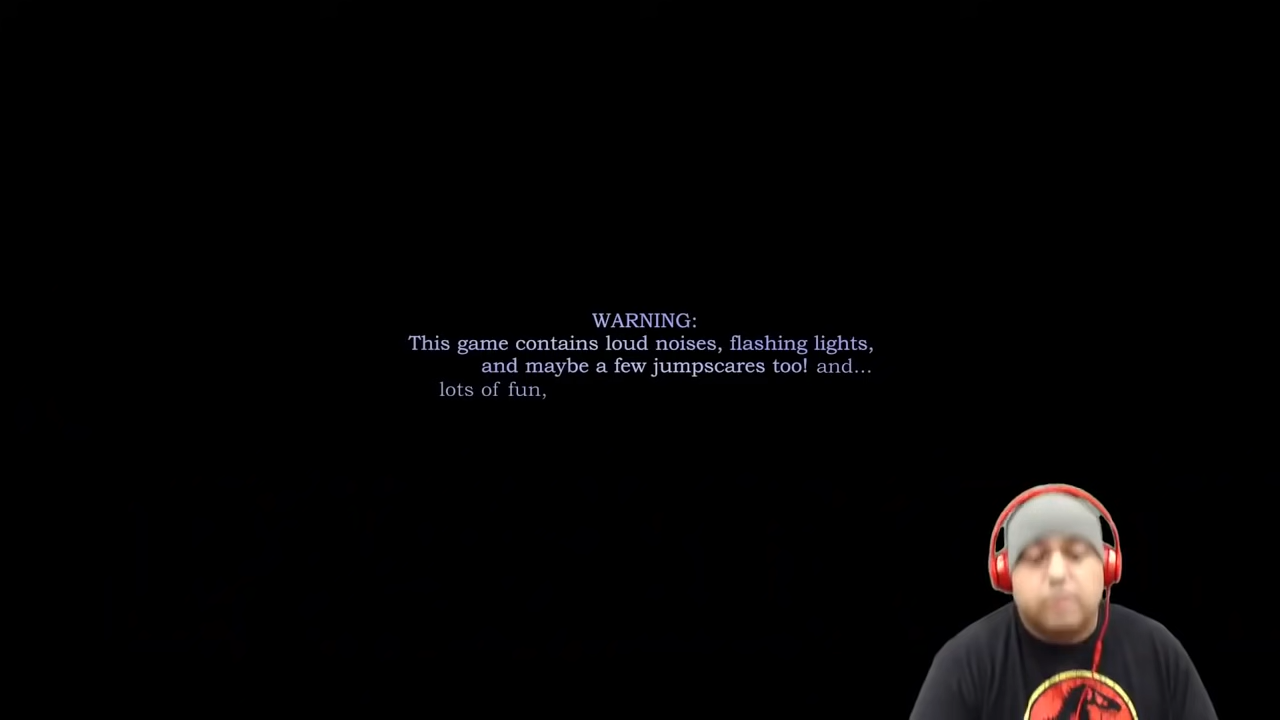 WARNING:
This game contains loud noises, flashing lights,
and maybe a few jumpscares too! and...
lots of fun,